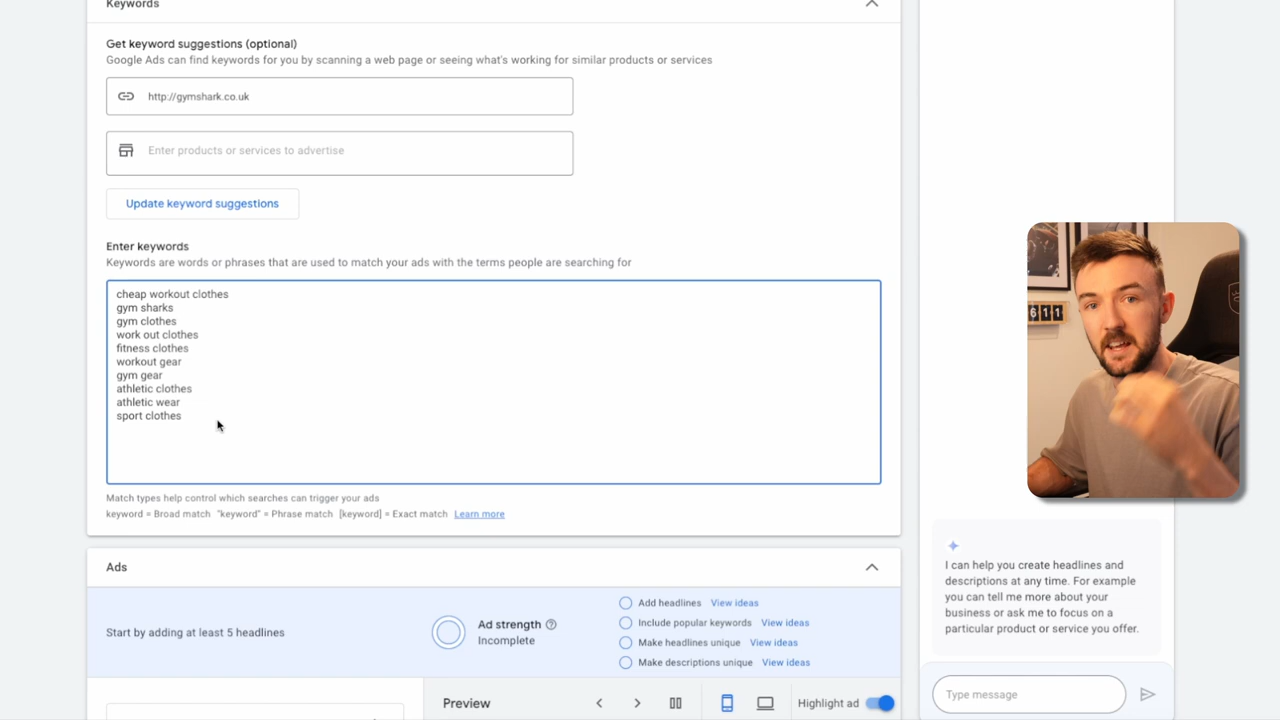 Keywords
Get keyword suggestions (optional)
Google Ads can find keywords for you by scanning a web page or seeing what's working for similar products or services
http://gymshark.co.uk
Enter products or services to advertise
Update keyword suggestions
Enter keywords
Keywords are words or phrases that are used to match your ads with the terms people are searching for
cheap workout clothes
gym sharks
gym clothes
work out clothes
fitness clothes
workout gear
gym gear
athletic clothes
athletic wear
sport clothes
Match types help control which searches can trigger your ads
keyword = Broad match "keyword" = Phrase match [keyword] = Exact match Learn more
Ads
Start by adding at least 5 headlines
Ad strength
Incomplete
Add headlines View ideas
Include popular keywords View ideas
Make headlines unique View ideas
Make descriptions unique View ideas
Preview
Highlight ad
611
I can help you create headlines and
descriptions at any time. For example
you can tell me more about your
business or ask me to focus on a
particular product or service you offer.
Type message